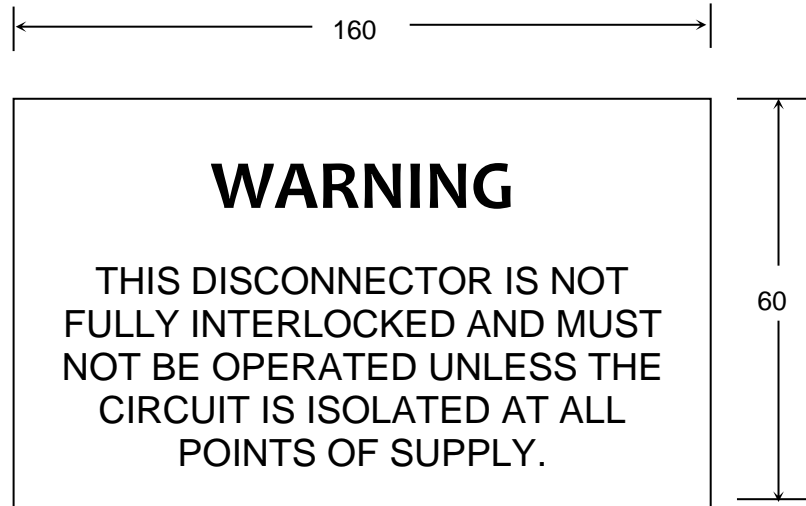 160
WARNING
THIS DISCONNECTOR IS NOT
FULLY INTERLOCKED AND MUST
NOT BE OPERATED UNLESS THE
CIRCUIT IS ISOLATED AT ALL
POINTS OF SUPPLY.
60